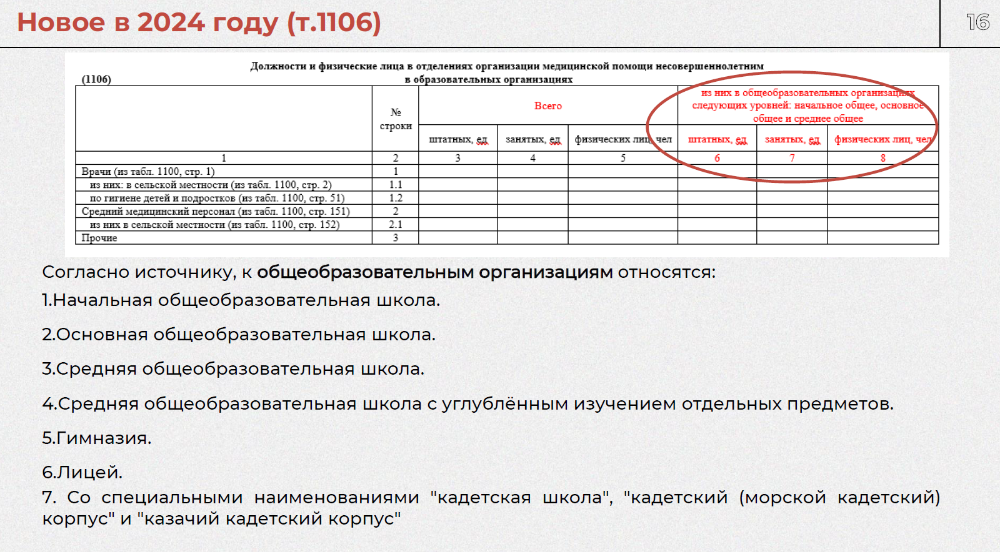 Новое в 2024 году (т.1106)
16
Должности и физические лица в отделениях организации медицинской помощи несовершеннолетним
(1106)
в образовательных организациях
№ строки
Всего
из них в общеобразовательных организациях
следующих уровней: начальное общее, основное
общее и среднее общее
штатных, ед занятых, ед физических лиц, чел штатных, ед занятых, ед физических лиц, чел
1 2 3 4 5 6 7 8
Врачи (из табл. 1100, стр. 1) 1
из них: в сельской местности (из табл. 1100, стр. 2) 1.1
по гигиене детей и подростков (из табл. 1100, стр. 51) 1.2
Средний медицинский персонал (из табл. 1100, стр. 151) 2
из них в сельской местности (из табл. 1100, стр. 152) 2.1
Прочие 3
Согласно источнику, к общеобразовательным организациям относятся:
1.Начальная общеобразовательная школа.
2.Основная общеобразовательная школа.
3.Средняя общеобразовательная школа.
4.Средняя общеобразовательная школа с углублённым изучением отдельных предметов.
5.Гимназия.
6.Лицей.
7. Со специальными наименованиями "кадетская школа", "кадетский (морской кадетский)
корпус" и "казачий кадетский корпус"